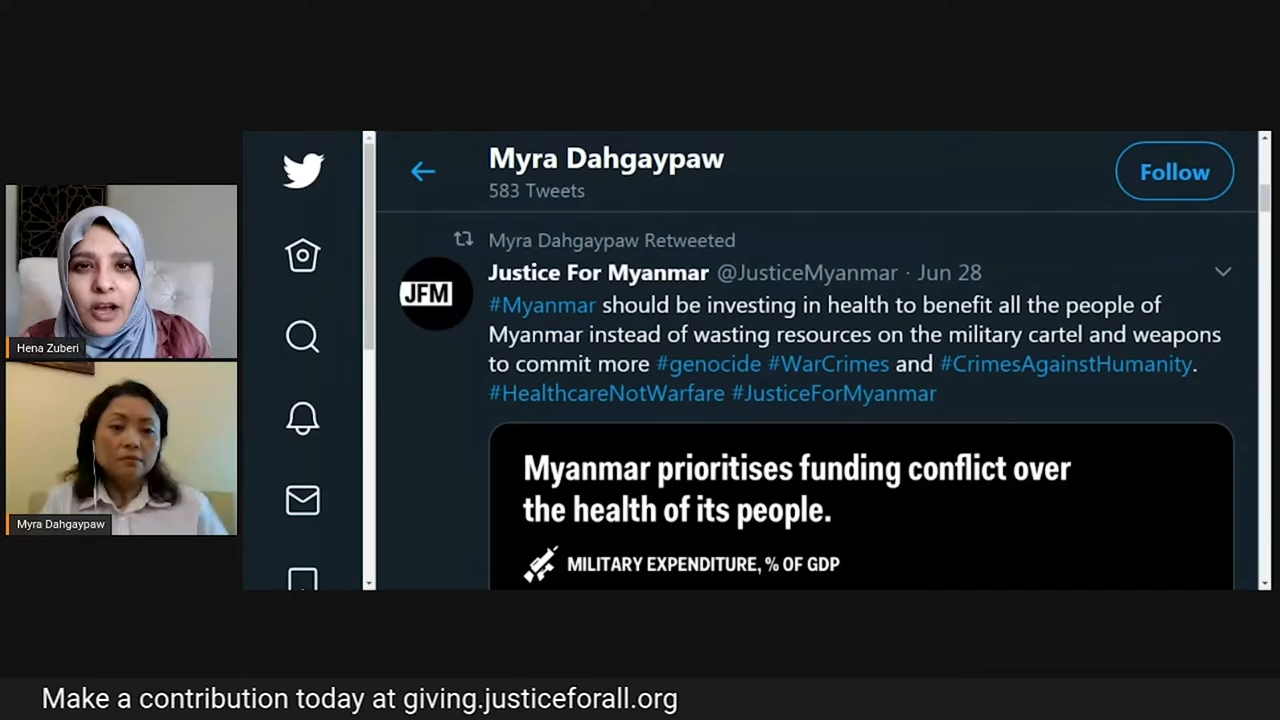 Hena Zuberi
Myra Dahgaypaw
Myra Dahgaypaw
583 Tweets
Follow
Myra Dahgaypaw Retweeted
Justice For Myanmar @JusticeMyanmar · Jun 28
JFM
#Myanmar should be investing in health to benefit all the people of
Myanmar instead of wasting resources on the military cartel and weapons
to commit more #genocide #WarCrimes and #CrimesAgainstHumanity.
#HealthcareNotWarfare #JusticeForMyanmar
Myanmar prioritises funding conflict over
the health of its people.
MILITARY EXPENDITURE, % OF GDP
Make a contribution today at giving.justiceforall.org